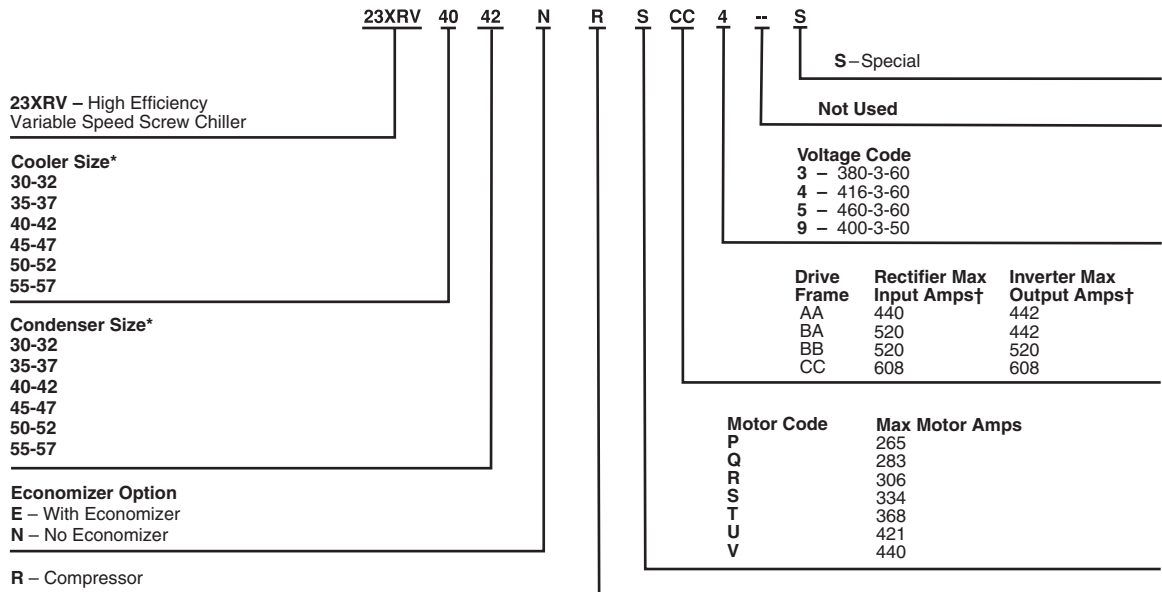 23XRV 40 42 N R S CC 4 -- S
S–Special
23XRV – High Efficiency
Variable Speed Screw Chiller
Not Used
Cooler Size*
30-32
35-37
40-42
45-47
50-52
55-57
Voltage Code
3 – 380-3-60
4 – 416-3-60
5 – 460-3-60
9 – 400-3-50
Drive Rectifier Max Inverter Max
Frame Input Amps† Output Amps†
AA 440 442
BA 520 442
BB 520 520
CC 608 608
Condenser Size*
30-32
35-37
40-42
45-47
50-52
55-57
Motor Code Max Motor Amps
P 265
Q 283
R 306
S 334
T 368
U 421
V 440
Economizer Option
E – With Economizer
N – No Economizer
R – Compressor